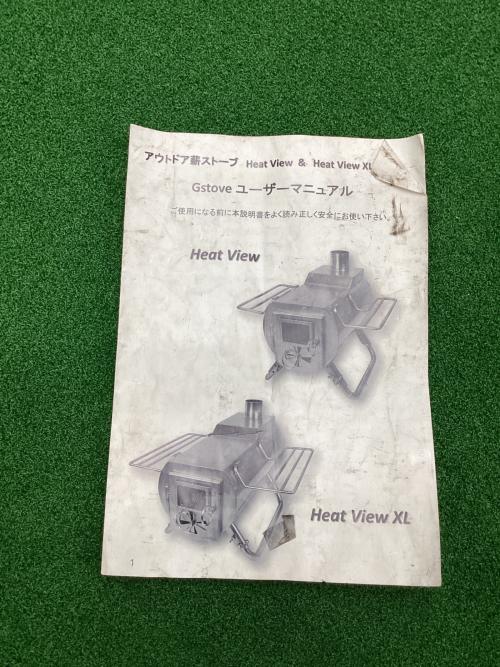 アウトドア薪ストーブ Heat View & Heat View XL
Gstove ユーザーマニュアル
ご使用になる前に本説明書をよく読み正しく安全にお使い下さい。
Heat View
Heat View XL
1